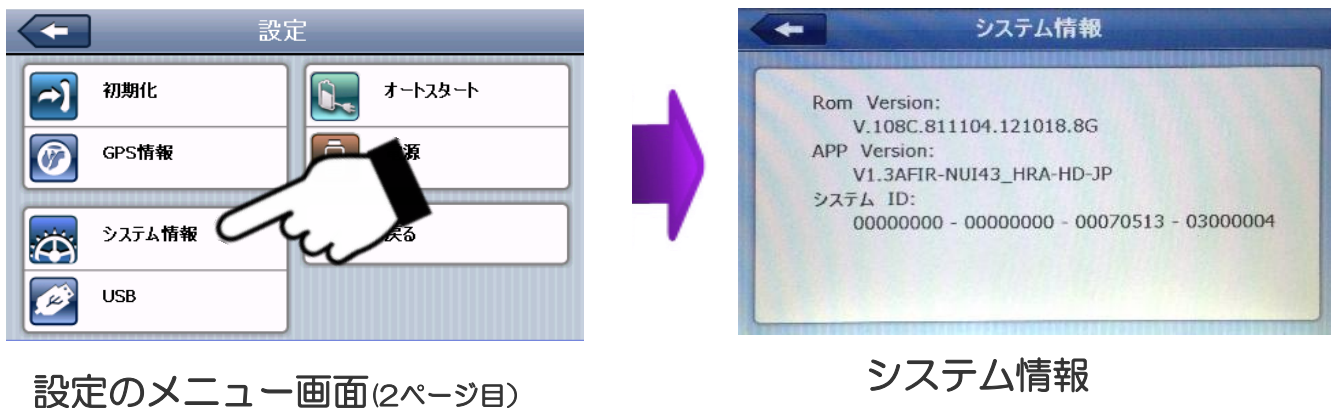 設定
初期化
オートスタート
GPS情報
源
システム情報
戻る
USB
設定のメニュー画面(2ページ目)
システム情報
Rom Version:
V.108C.811104.121018.8G
APP Version:
V1.3AFIR-NUI43_HRA-HD-JP
システム ID:
00000000 - 00000000 - 00070513 - 03000004
システム情報